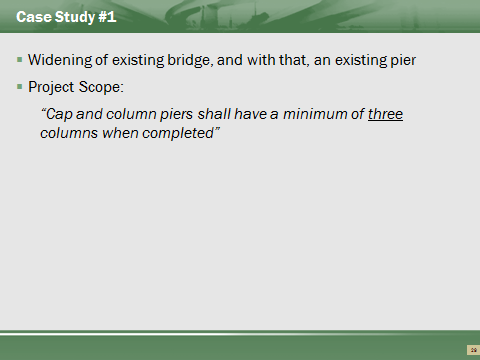 Case Study #1
Widening of existing bridge, and with that, an existing pier
Project Scope:
“Cap and column piers shall have a minimum of three
columns when completed”
28